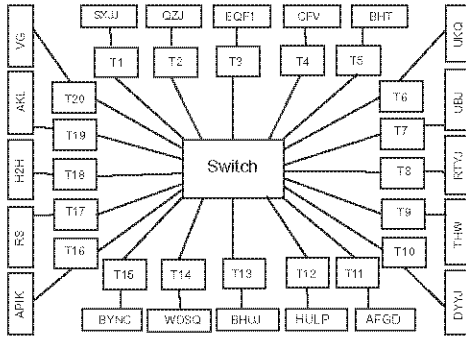 SXJJ QZJ EQF1 CFV BHT
VG T1 T2 T3 T4 T5 UKQ
T20 T6
AKL T19 T7 UBJ
Switch
H2H T18 T8 RTYJ
RS T17 T9 THW
T16 T10
APIK T15 T14 T13 T12 T11 DYYJ
BYNC WOSQ BHUJ HULP AFGD